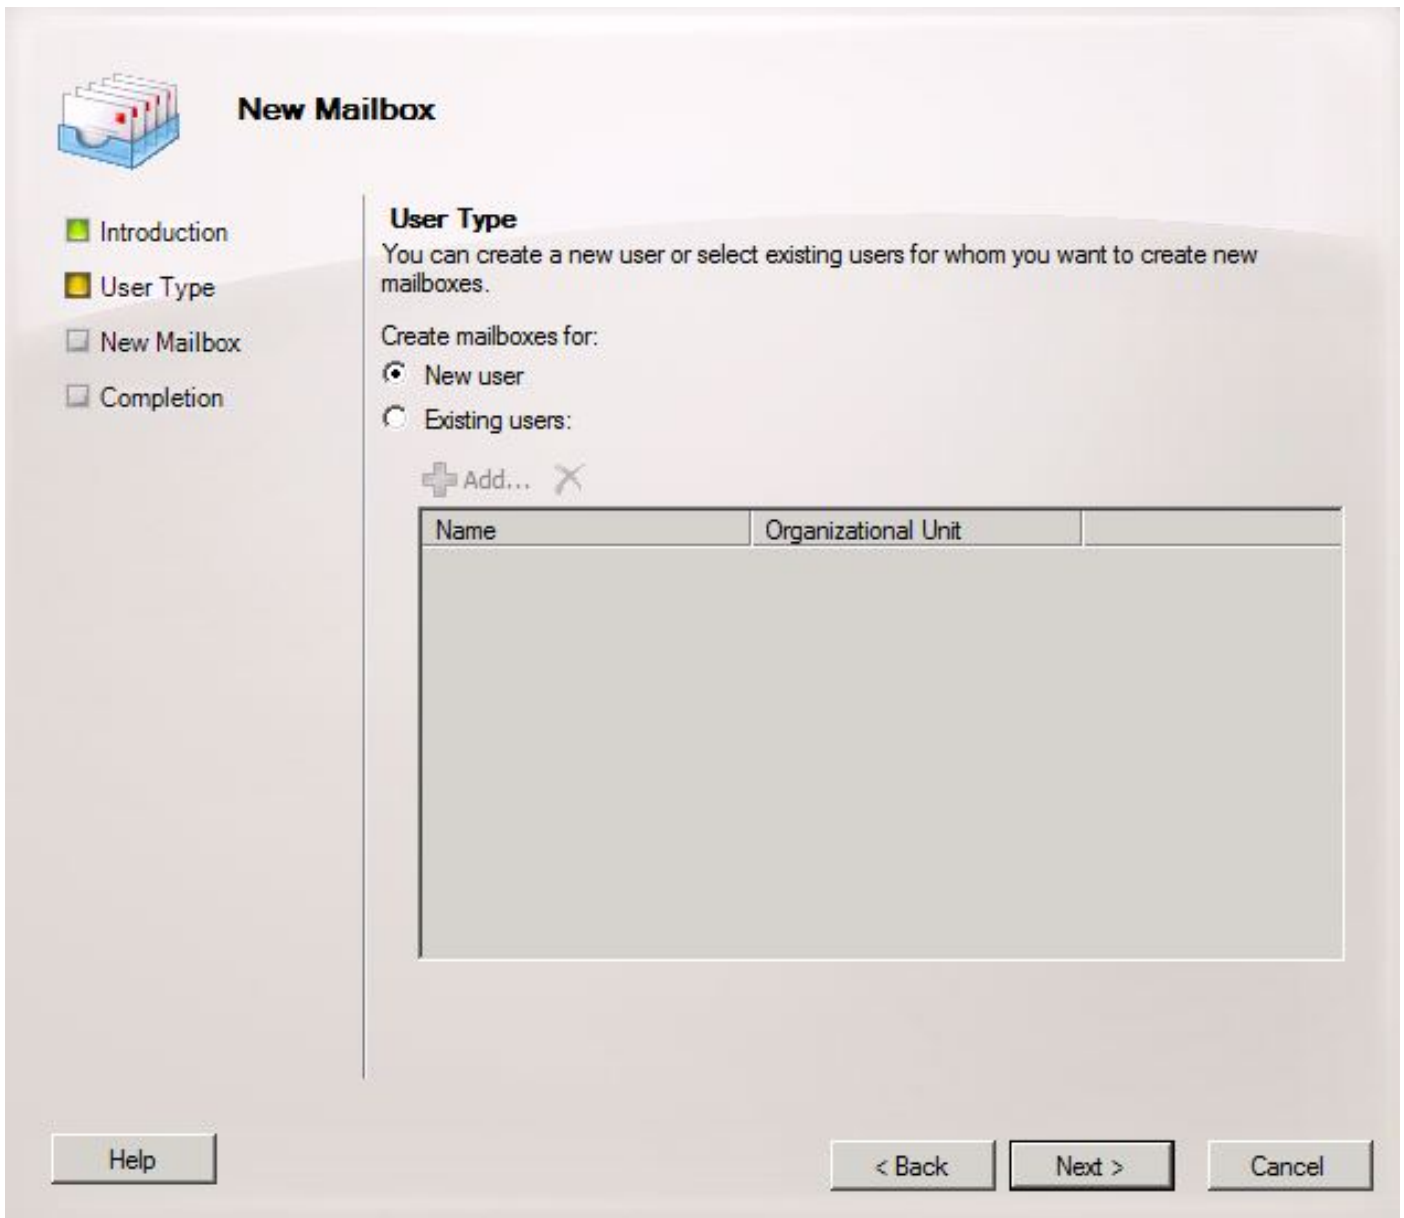 New Mailbox
Introduction
User Type
New Mailbox
Completion
User Type
You can create a new user or select existing users for whom you want to create new
mailboxes.
Create mailboxes for:
New user
Existing users:
Add...
Name Organizational Unit
Help < Back Next > Cancel